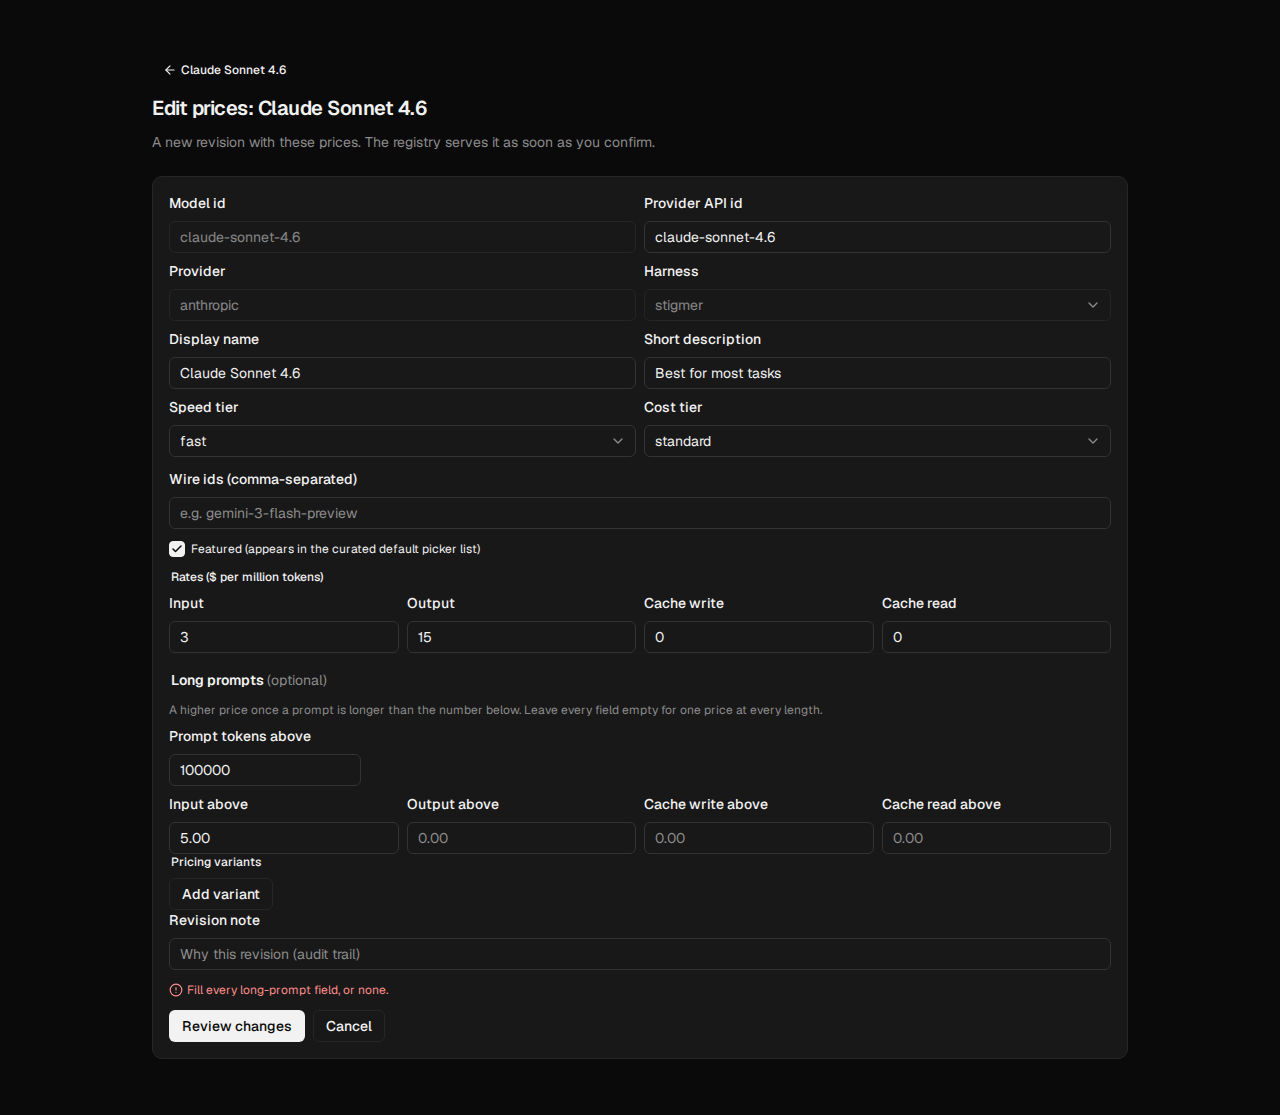 Claude Sonnet 4.6
Edit prices: Claude Sonnet 4.6
A new revision with these prices. The registry serves it as soon as you confirm.
Model id
Provider API id
claude-sonnet-4.6
claude-sonnet-4.6
Provider
Harness
anthropic
stigmer
Display name
Short description
Claude Sonnet 4.6
Best for most tasks
Speed tier
Cost tier
fast
standard
Wire ids (comma-separated)
e.g. gemini-3-flash-preview
Featured (appears in the curated default picker list)
Rates ($ per million tokens)
Input
Output
Cache write
Cache read
3
15
0
0
Long prompts (optional)
A higher price once a prompt is longer than the number below. Leave every field empty for one price at every length.
Prompt tokens above
100000
Input above
Output above
Cache write above
Cache read above
5.00
0.00
0.00
0.00
Pricing variants
Add variant
Revision note
Why this revision (audit trail)
Fill every long-prompt field, or none.
Review changes
Cancel